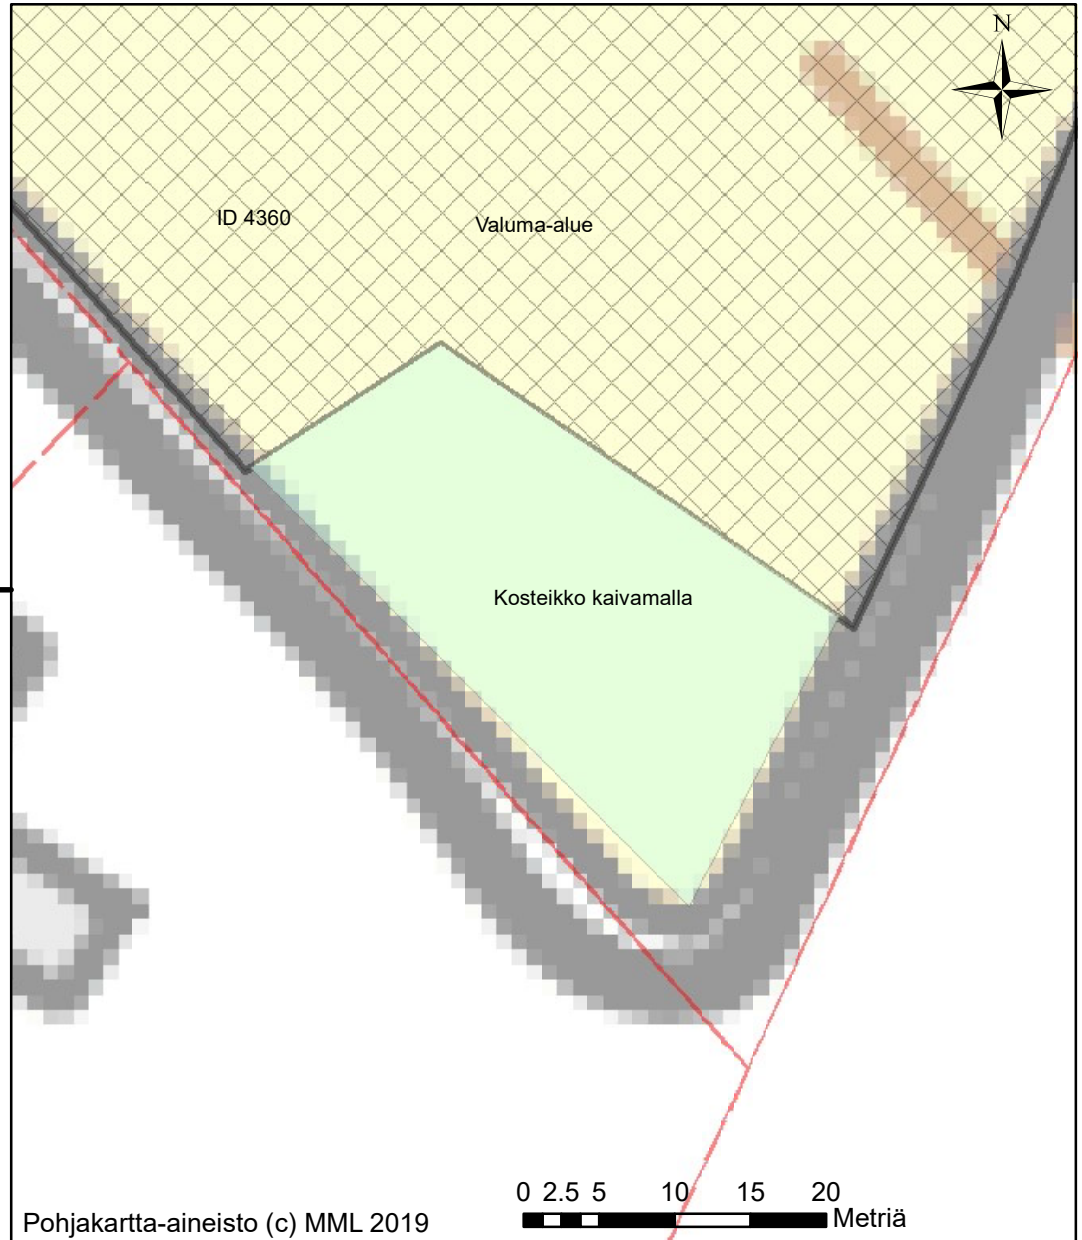 N
ID 4360
Valuma-alue
Kosteikko kaivamalla
0 2.5 5 10 15 20
Metriä
Pohjakartta-aineisto (c) MML 2019